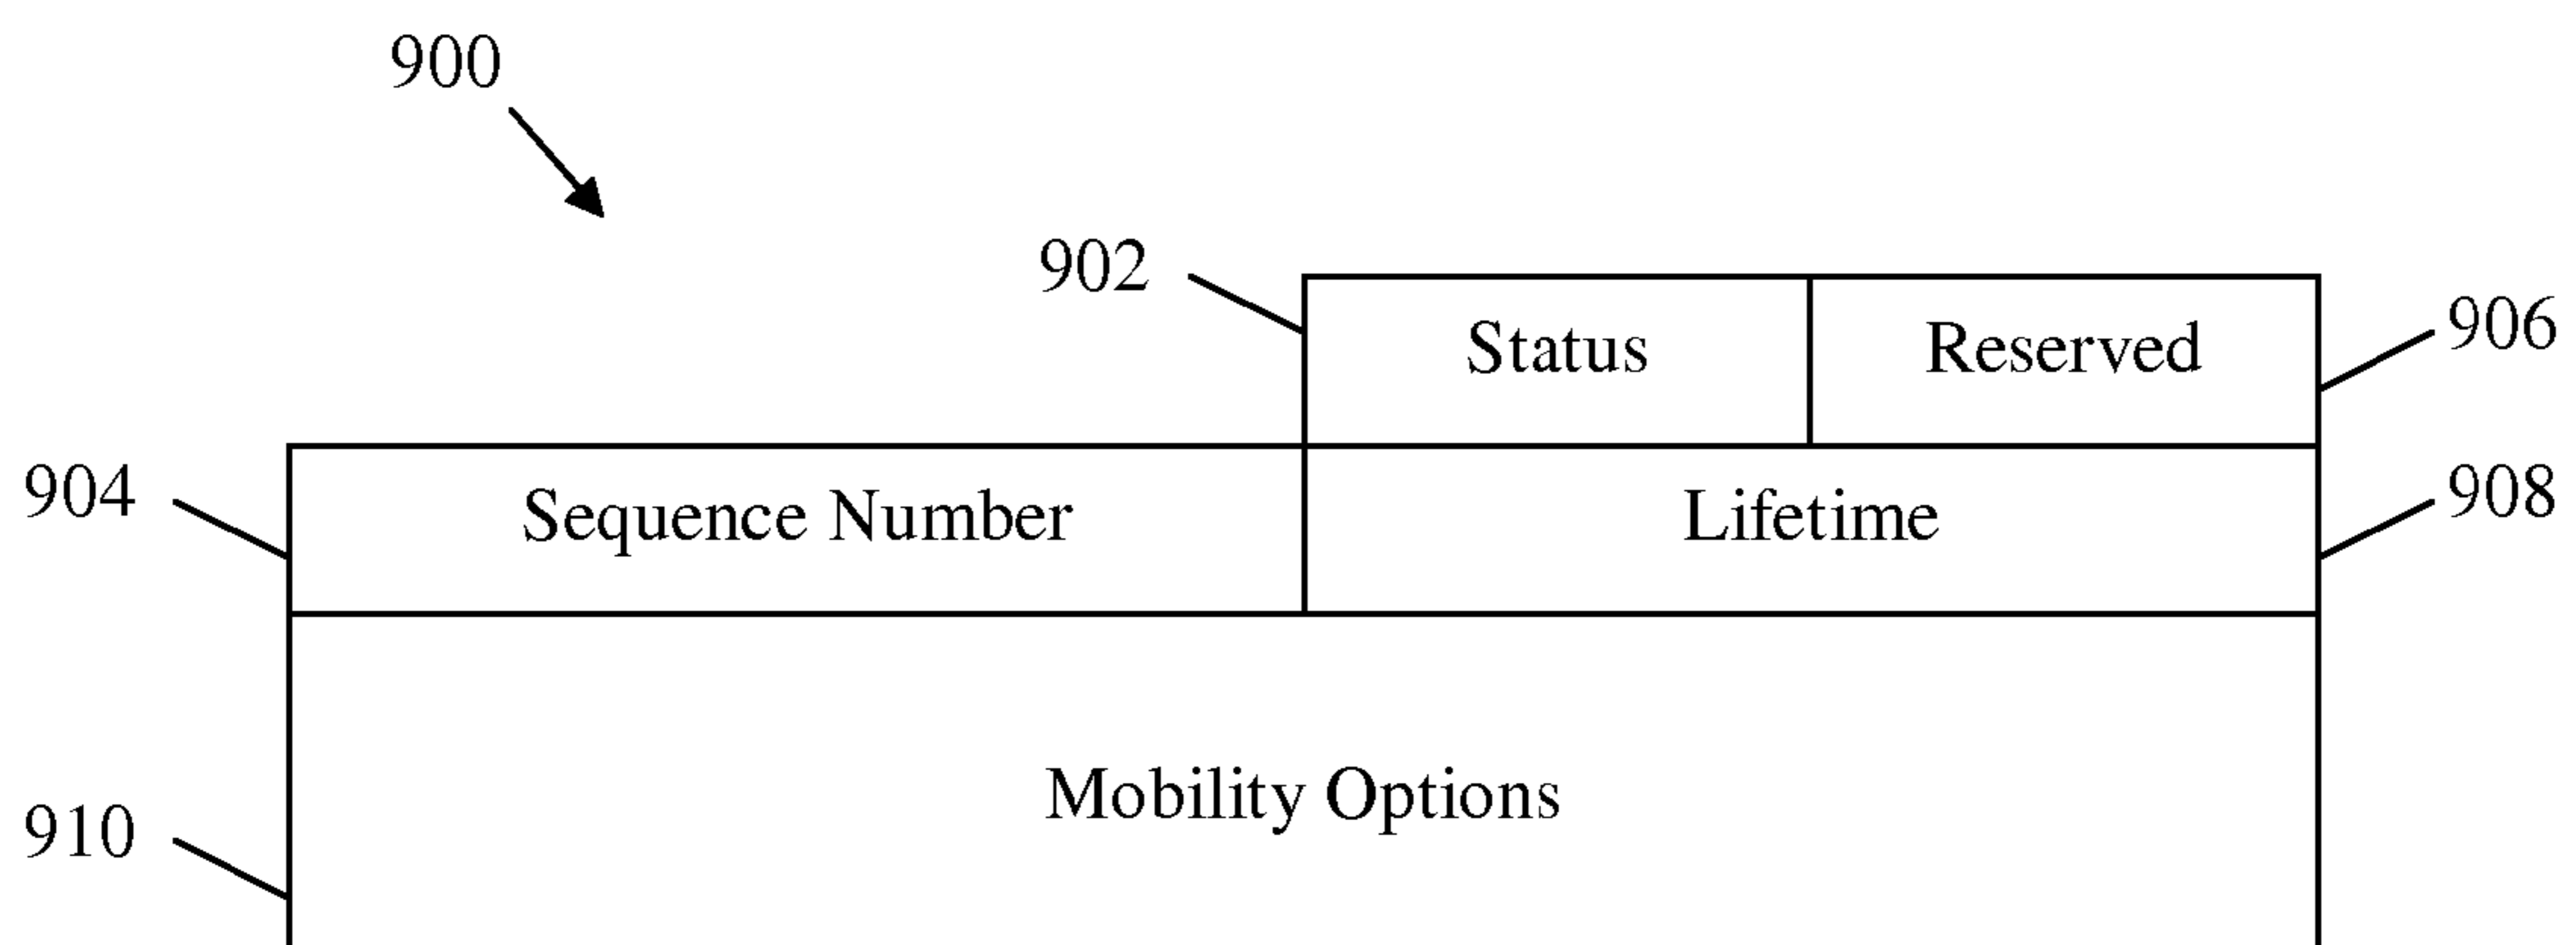 900
902 Status Reserved 906
904 Sequence Number Lifetime 908
Mobility Options
910